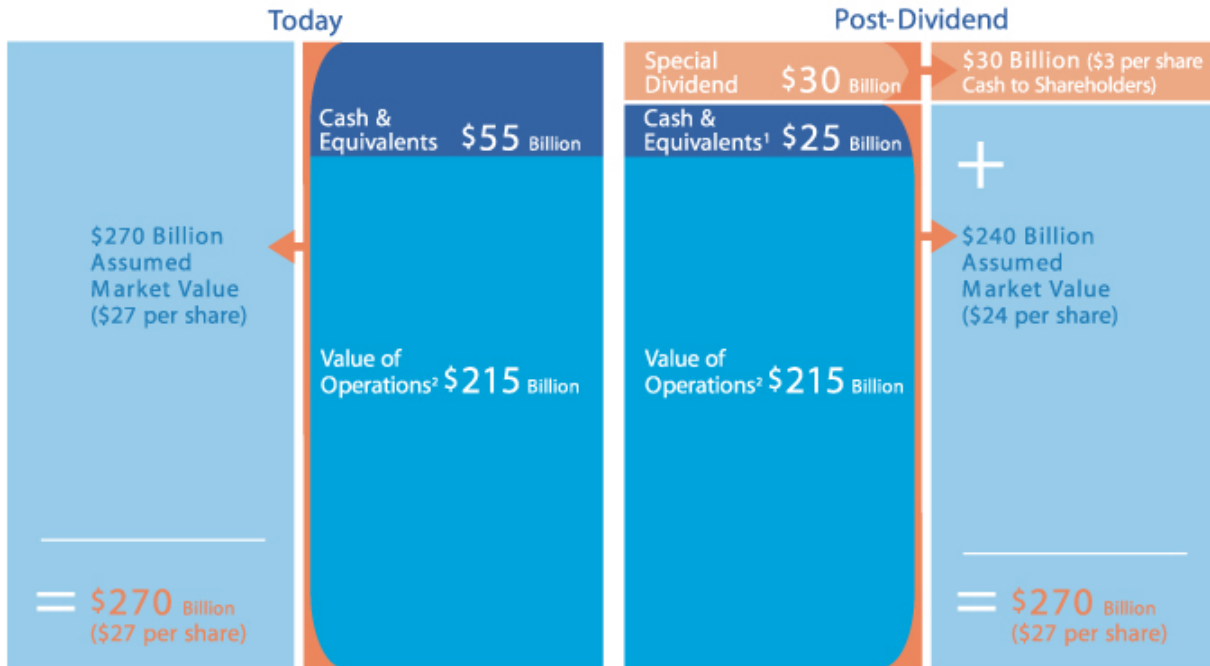 Today
Post-Dividend
Cash &
Equivalents $55 Billion
$270 Billion
Assumed
Market Value
($27 per share)
Value of
Operations² $215 Billion
= $270 Billion
($27 per share)
Special
Dividend $30 Billion
$30 Billion ($3 per share
Cash to Shareholders)
Cash &
Equivalents¹ $25 Billion
+
$240 Billion
Assumed
Market Value
($24 per share)
Value of
Operations² $215 Billion
= $270 Billion
($27 per share)